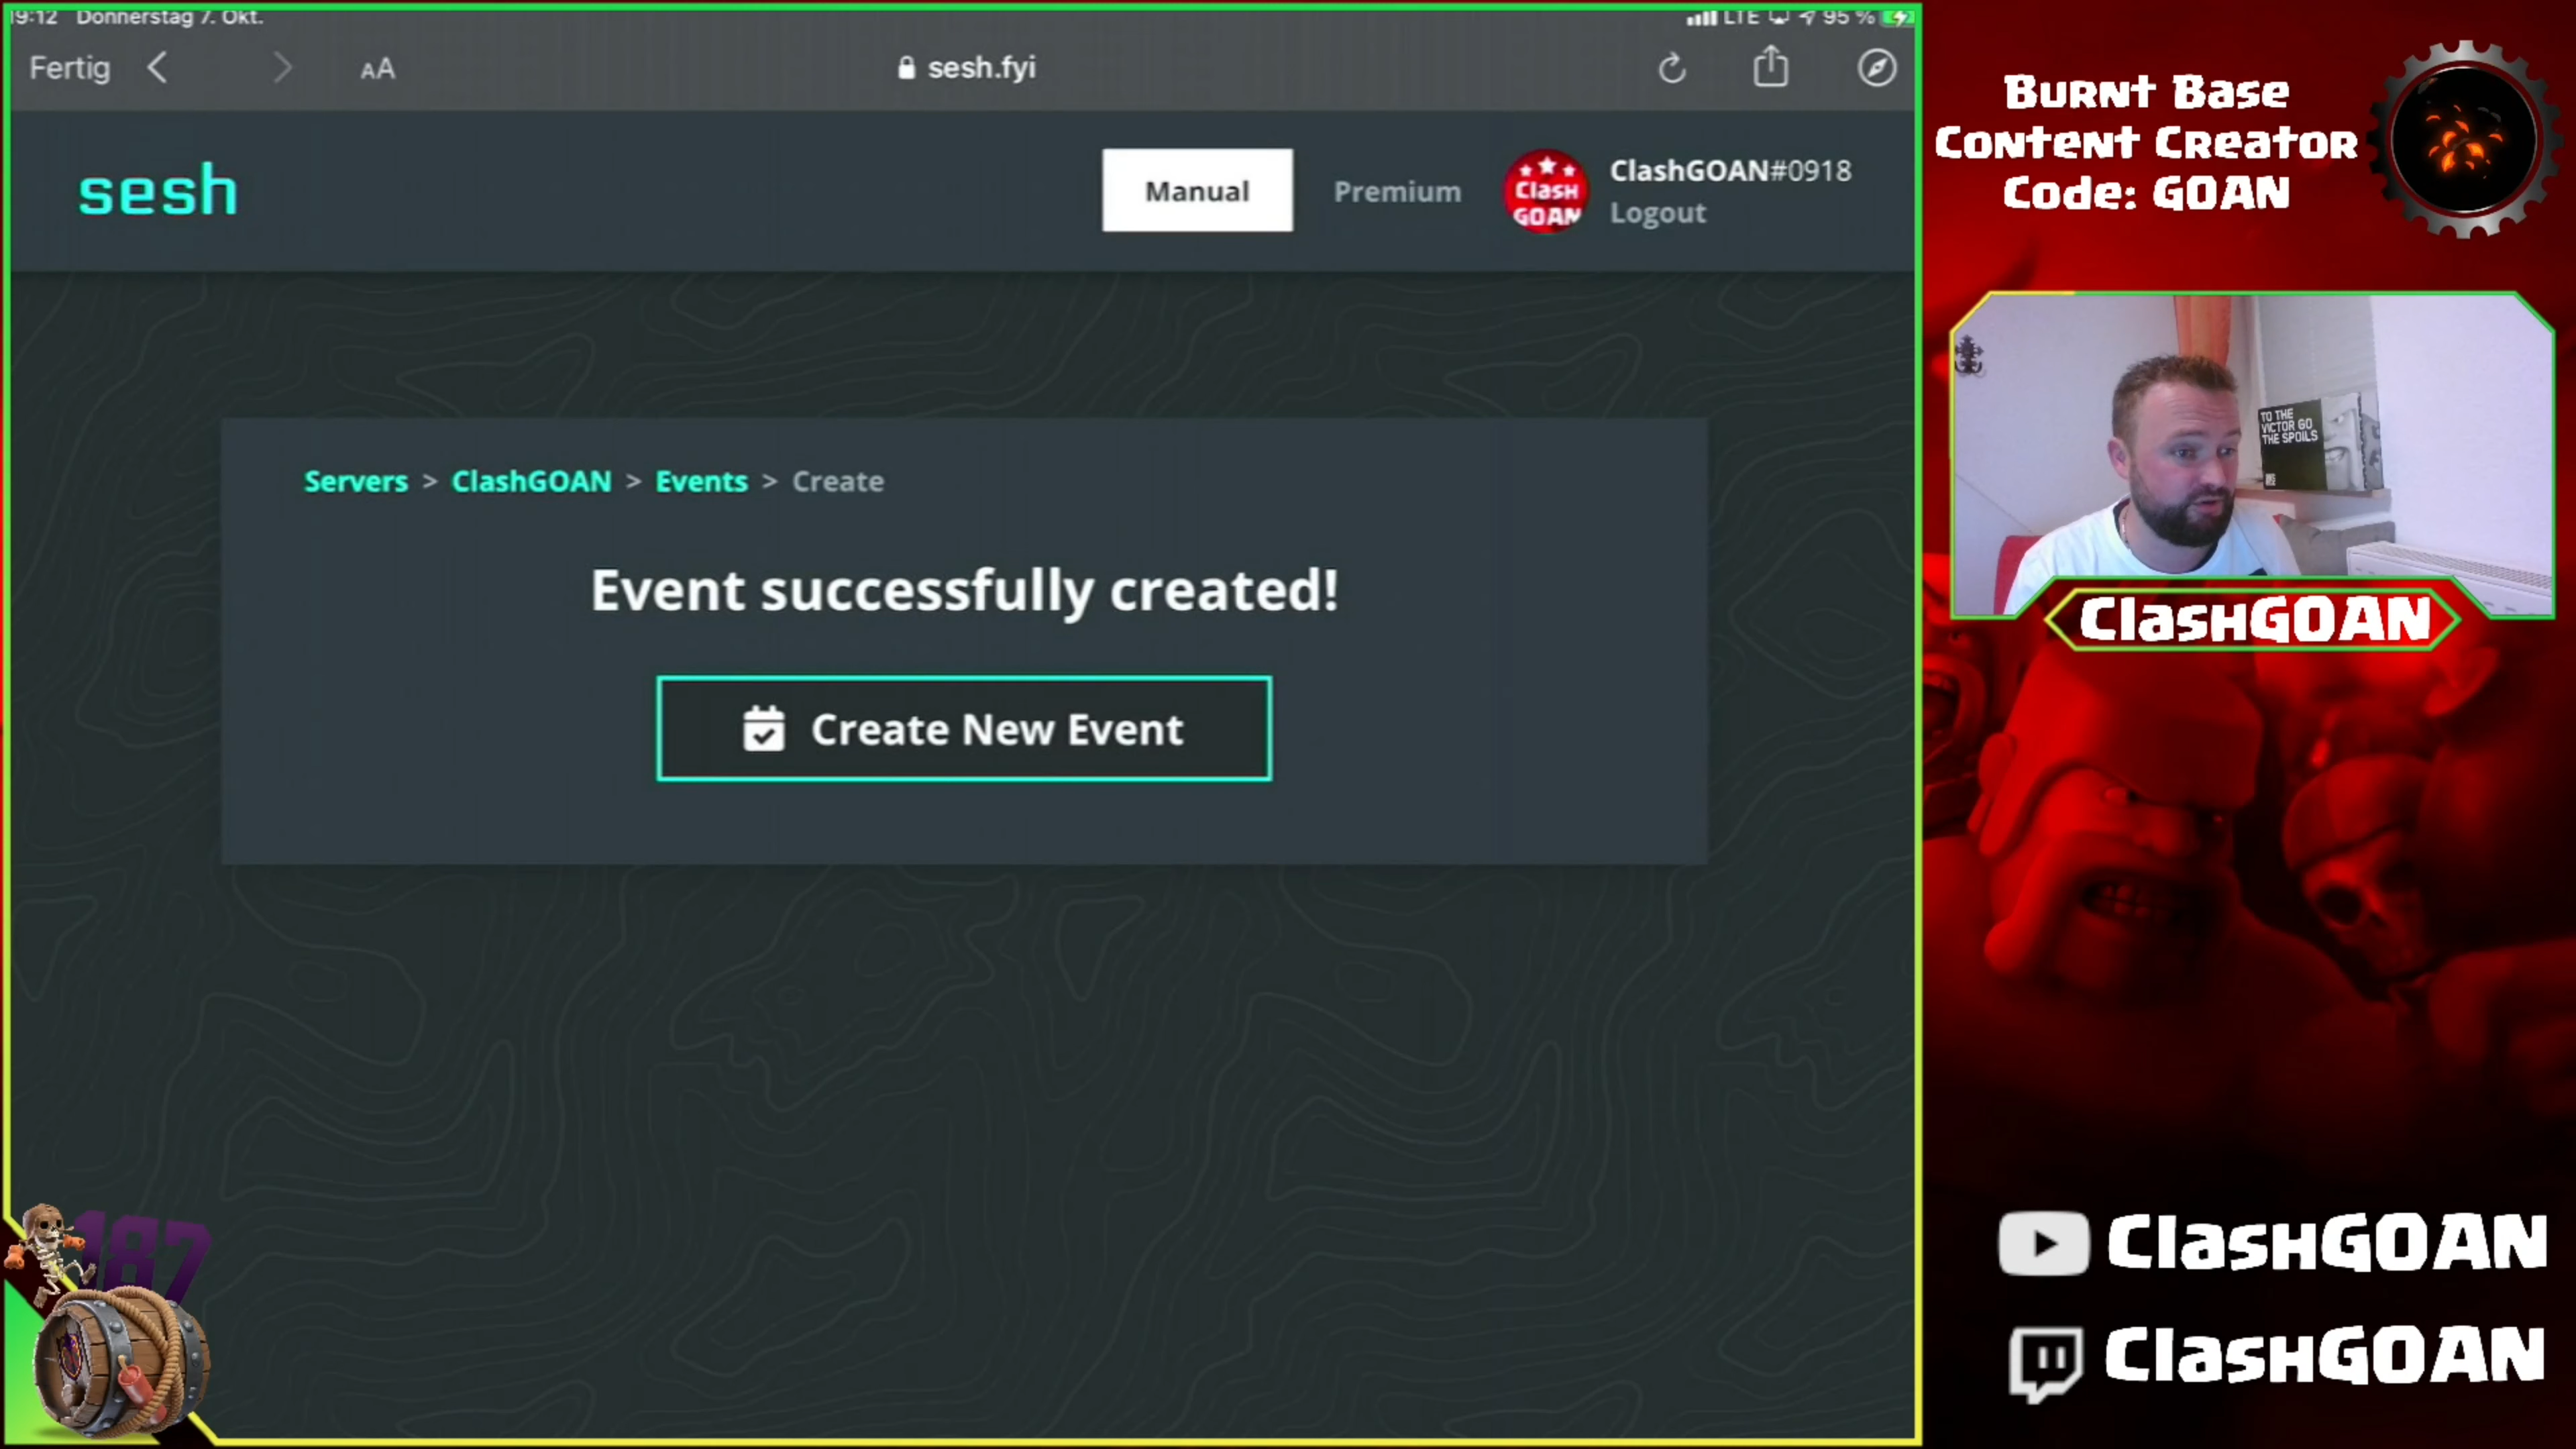 19:12 Donnerstag 7. Okt.
LTE 95 %
Fertig
AA
sesh.fyi
sesh
Manual
Premium
Clash
GOAN
ClashGOAN#0918
Logout
Servers > ClashGOAN > Events > Create
Event successfully created!
Create New Event
187
Burnt Base
Content Creator
Code: GOAN
TO THE
VICTOR GO
THE SPOILS
ClashGOAN
ClashGOAN
ClashGOAN